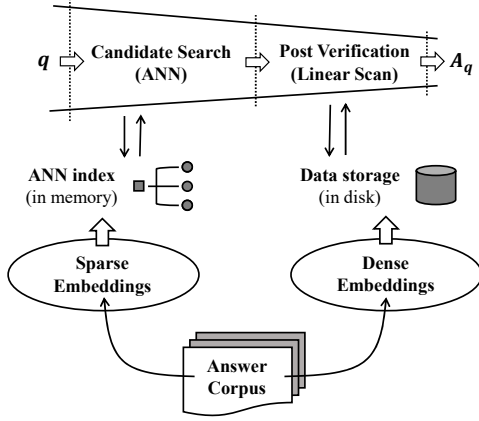 q
Candidate Search
(ANN)
Post Verification
(Linear Scan)
A_q
ANN index
(in memory)
Data storage
(in disk)
Sparse
Embeddings
Dense
Embeddings
Answer
Corpus